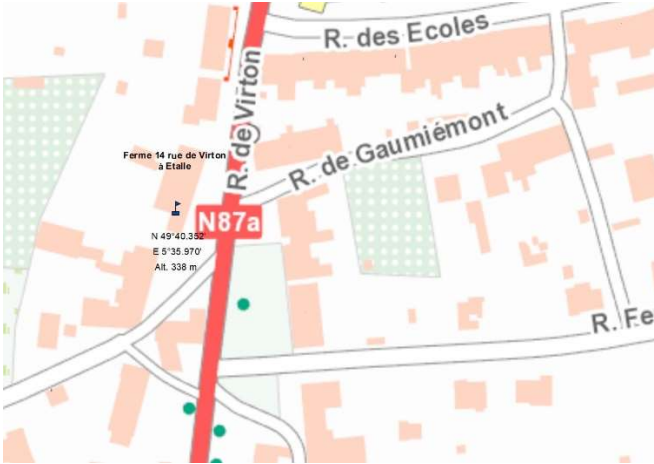 R. des Ecoles
R. de Virton
R. de Gaumiémont
Ferme 14 rue de Virton
à Etalle
N87a
N 49°40.352'
E 5°35.970'
Alt. 338 m
R. Fe